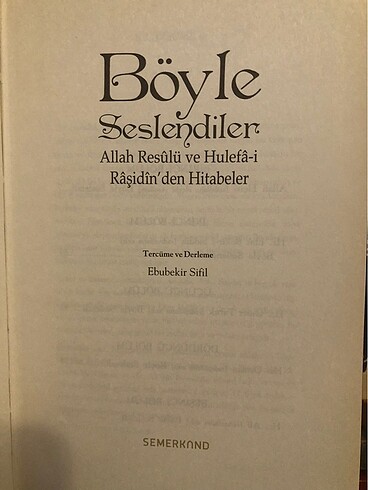 Böyle
Seslendiler
Allah Resûlü ve Hulefâ-i
Râşidîn'den Hitabeler
Tercüme ve Derleme
Ebubekir Sifil
SEMERKAND